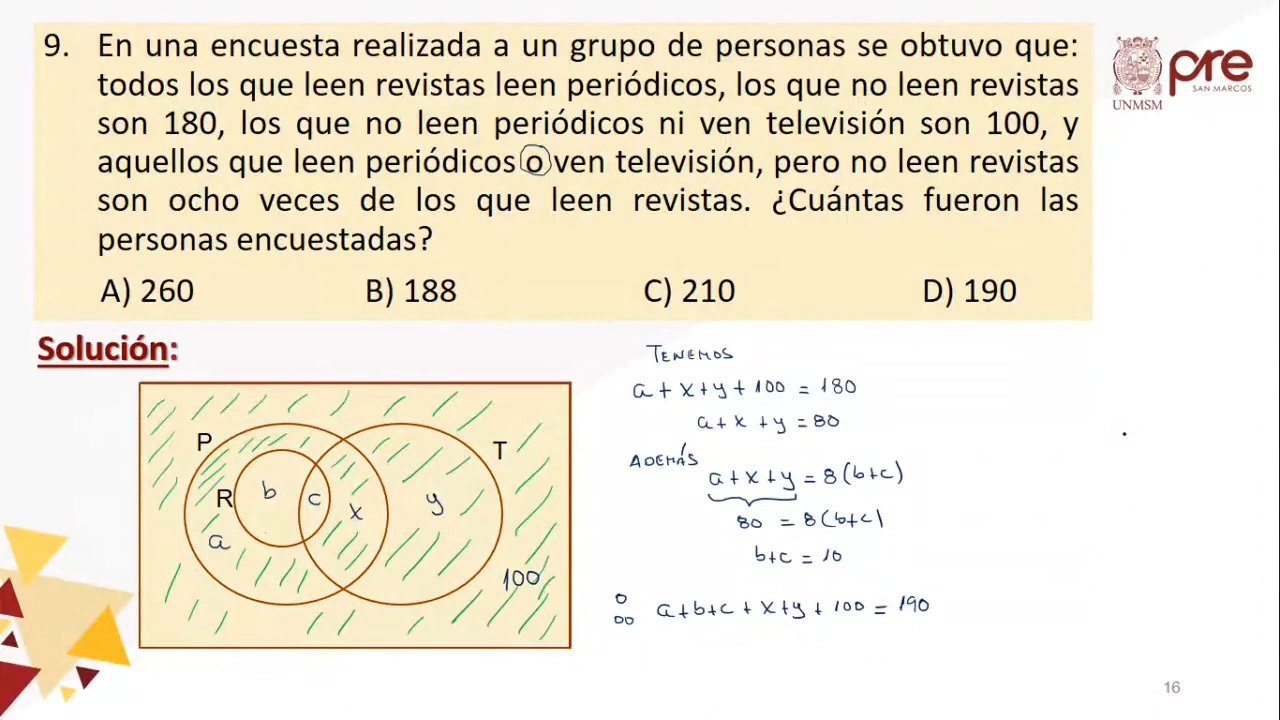 9. En una encuesta realizada a un grupo de personas se obtuvo que:
todos los que leen revistas leen periódicos, los que no leen revistas
son 180, los que no leen periódicos ni ven televisión son 100, y
aquellos que leen periódicos o ven televisión, pero no leen revistas
son ocho veces de los que leen revistas. ¿Cuántas fueron las
personas encuestadas?
A) 260 B) 188 C) 210 D) 190
UNMSM
pre
SAN MARCOS
Solución:
P
T
R
b
c
x
y
a
100
TENEMOS
a + x + y + 100 = 180
a + x + y = 80
ADEMÁS
a + x + y = 8(b+c)
80 = 8(b+c)
b+c = 10
∴ a+b+c + x+y + 100 = 190
16